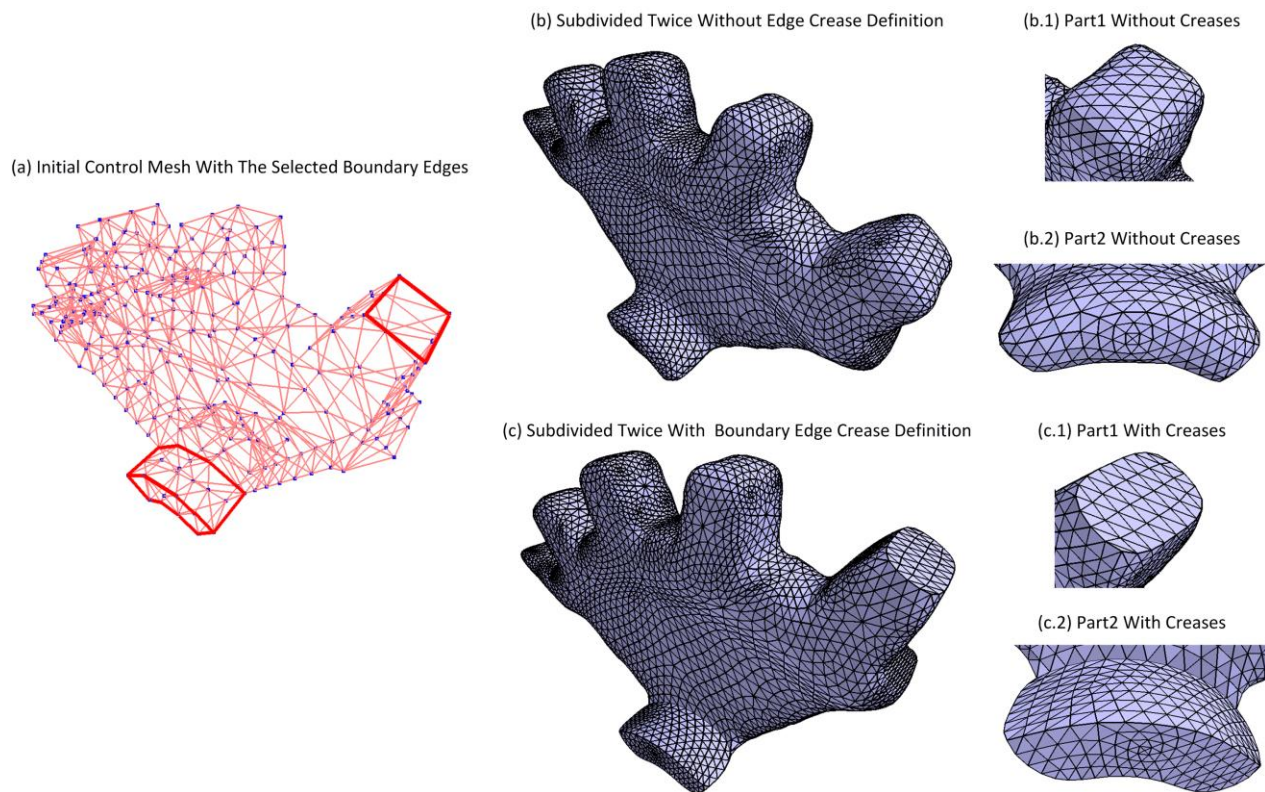 (b) Subdivided Twice Without Edge Crease Definition
(b.1) Part1 Without Creases
(a) Initial Control Mesh With The Selected Boundary Edges
(b.2) Part2 Without Creases
(c) Subdivided Twice With  Boundary Edge Crease Definition
(c.1) Part1 With Creases
(c.2) Part2 With Creases